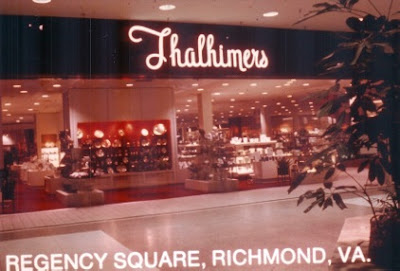 Thalhimers
REGENCY SQUARE, RICHMOND, VA.